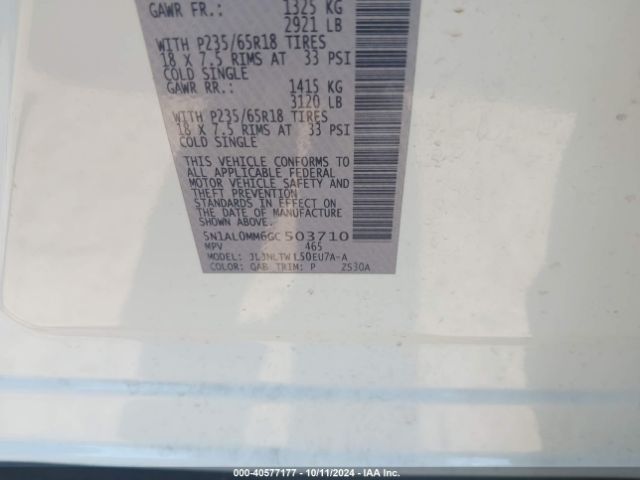 GAWR FR.: 1325 KG
2921 LB
WITH P235/65R18 TIRES
18 X 7.5 RIMS AT 33 PSI
COLD SINGLE
GAWR RR.: 1415 KG
3120 LB
WITH P235/65R18 TIRES
18 X 7.5 RIMS AT 33 PSI
COLD SINGLE
THIS VEHICLE CONFORMS TO
ALL APPLICABLE FEDERAL
MOTOR VEHICLE SAFETY AND
THEFT PREVENTION
STANDARDS IN EFFECT ON
THE DATE OF MANUFACTURE
SHOWN ABOVE.
5N1AL0MM6GC503710
MPV 465
MODEL: JLJNLTWL50EU7A-A
COLOR: QAB TRIM: P ZS30A
000-40577177 - 10/11/2024 - IAA Inc.